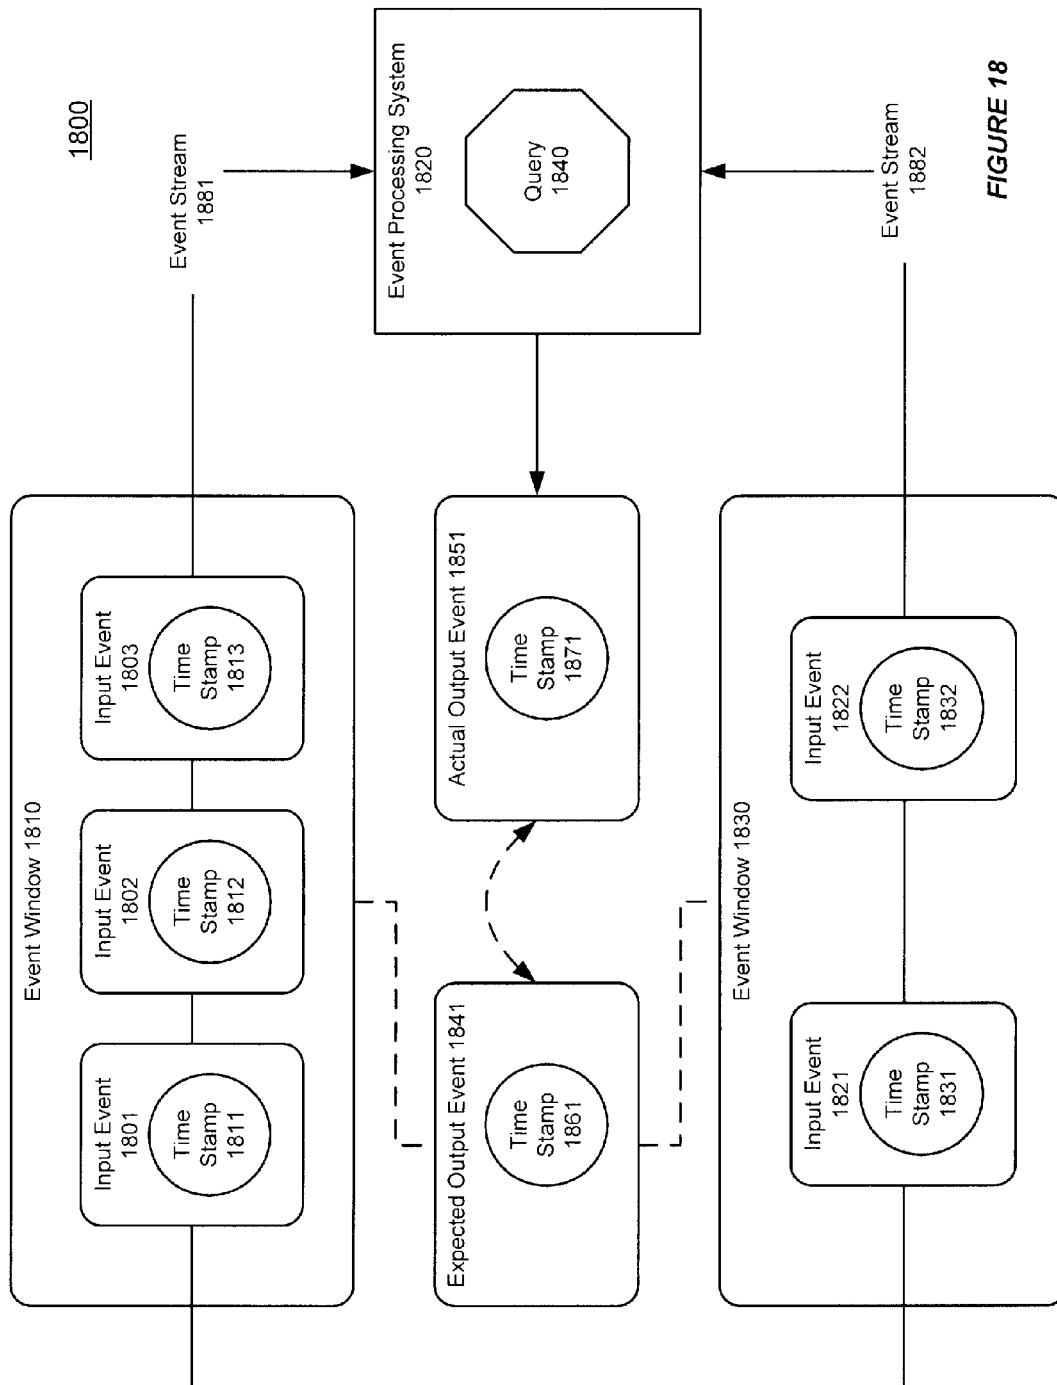 1800
Event Window 1810
Input Event
1801
Time
Stamp
1811
Input Event
1802
Time
Stamp
1812
Input Event
1803
Time
Stamp
1813
Event Stream
1881
Expected Output Event 1841
Time
Stamp
1861
Actual Output Event 1851
Time
Stamp
1871
Event Processing System
1820
Query
1840
Event Window 1830
Input Event
1821
Time
Stamp
1831
Input Event
1822
Time
Stamp
1832
Event Stream
1882
FIGURE 18